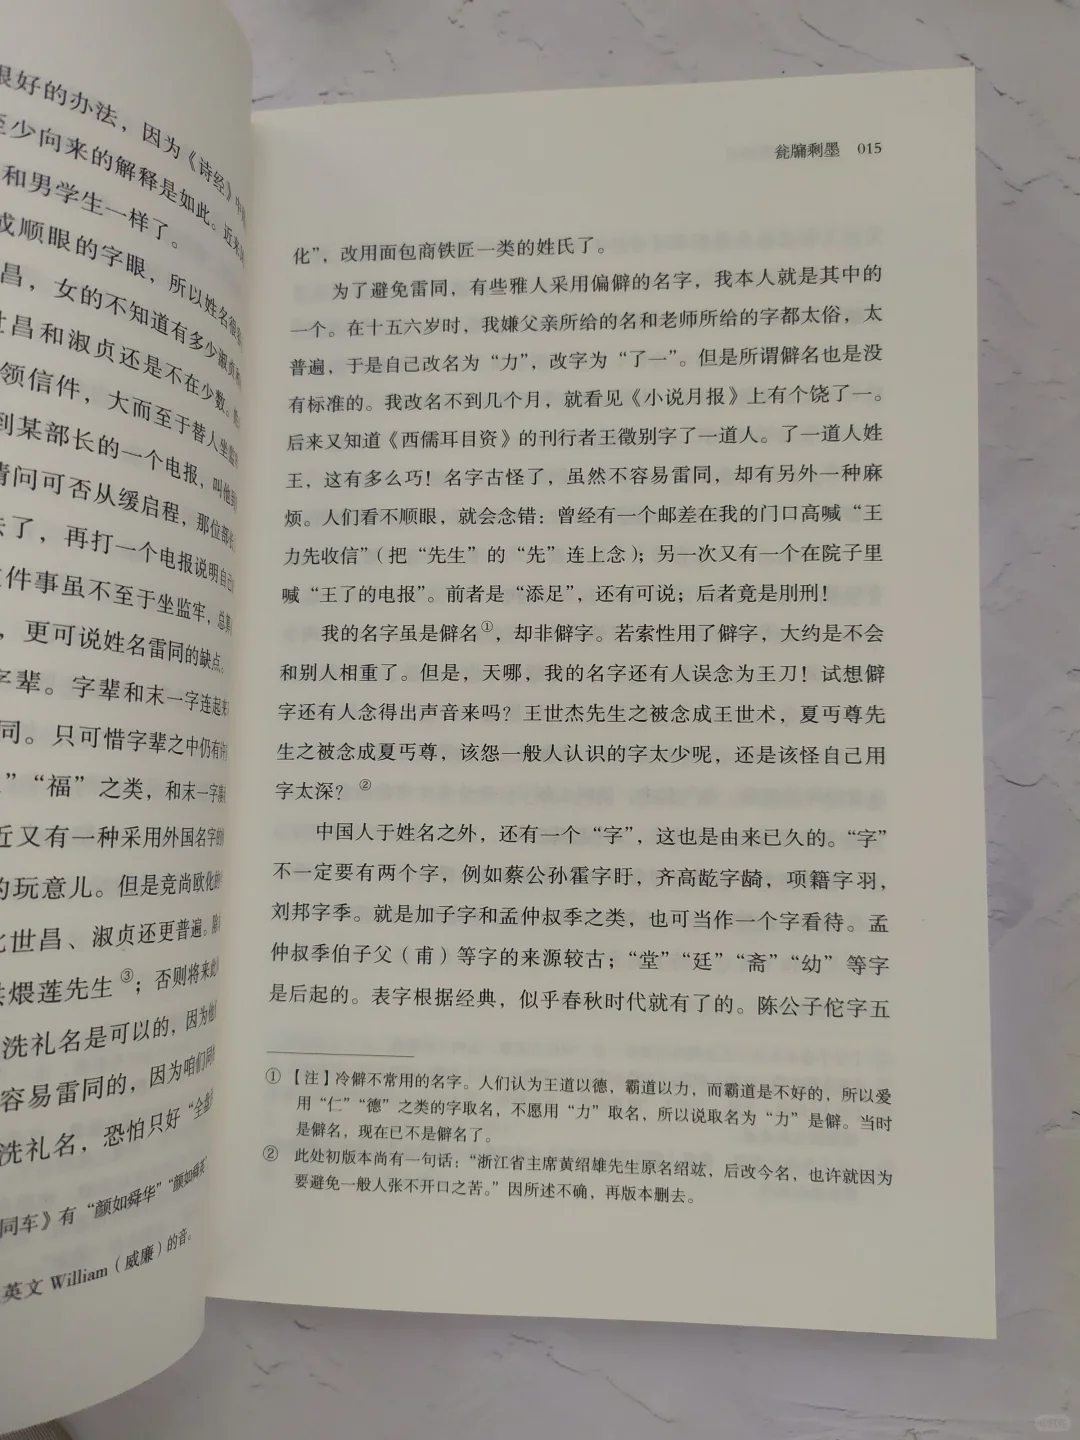 很好的办法，因为《诗经》中
至少向来的解释是如此。近来
和男学生一样了。
成顺眼的字眼，所以姓名很
昌，女的不知道有多少淑贞
世昌和淑贞还是不在少数。
领信件，大而至于替人坐监
到某部长的一个电报，叫他到
请问可否从缓启程，那位部长
去了，再打一个电报说明自己
件事虽不至于坐监牢，总算
，更可说姓名雷同的缺点。
字辈。字辈和末一字连起来
同。只可惜字辈之中仍有许
”“福”之类，和末一字
近又有一种采用外国名字的
的玩意儿。但是竞尚欧化的
比世昌、淑贞还更普遍。除
洪煨莲先生③；否则将来此
洗礼名是可以的，因为他
容易雷同的，因为咱们同
洗礼名，恐怕只好“全盘
同车》有“颜如舜华”“颜如舜英”
英文 William（威廉）的音。
瓮牖剩墨 015
化”，改用面包商铁匠一类的姓氏了。
为了避免雷同，有些雅人采用偏僻的名字，我本人就是其中的
一个。在十五六岁时，我嫌父亲所给的名和老师所给的字都太俗，太
普遍，于是自己改名为“力”，改字为“了一”。但是所谓僻名也是没
有标准的。我改名不到几个月，就看见《小说月报》上有个饶了一。
后来又知道《西儒耳目资》的刊行者王徵别字了一道人。了一道人姓
王，这有多么巧！名字古怪了，虽然不容易雷同，却有另外一种麻
烦。人们看不顺眼，就会念错：曾经有一个邮差在我的门口高喊“王
力先收信”（把“先生”的“先”连上念）；另一次又有一个在院子里
喊“王了的电报”。前者是“添足”，还有可说；后者竟是刖刑！
我的名字虽是僻名①，却非僻字。若索性用了僻字，大约是不会
和别人相重了。但是，天哪，我的名字还有人误念为王刀！试想僻
字还有人念得出声音来吗？王世杰先生之被念成王世术，夏丏尊先
生之被念成夏丐尊，该怨一般人认识的字太少呢，还是该怪自己用
字太深？②
中国人于姓名之外，还有一个“字”，这也是由来已久的。“字”
不一定要有两个字，例如蔡公孙霍字盱，齐高龁字齮，项籍字羽，
刘邦字季。就是加子字和孟仲叔季之类，也可当作一个字看待。孟
仲叔季伯子父（甫）等字的来源较古；“堂”“廷”“斋”“幼”等字
是后起的。表字根据经典，似乎春秋时代就有了的。陈公子佗字五
①【注】冷僻不常用的名字。人们认为王道以德，霸道以力，而霸道是不好的，所以爱
用“仁”“德”之类的字取名，不愿用“力”取名，所以说取名为“力”是僻。当时
是僻名，现在已不是僻名了。
② 此处初版本尚有一句话：“浙江省主席黄绍雄先生原名绍竑，后改今名，也许就因为
要避免一般人张不开口之苦。”因所述不确，再版本删去。